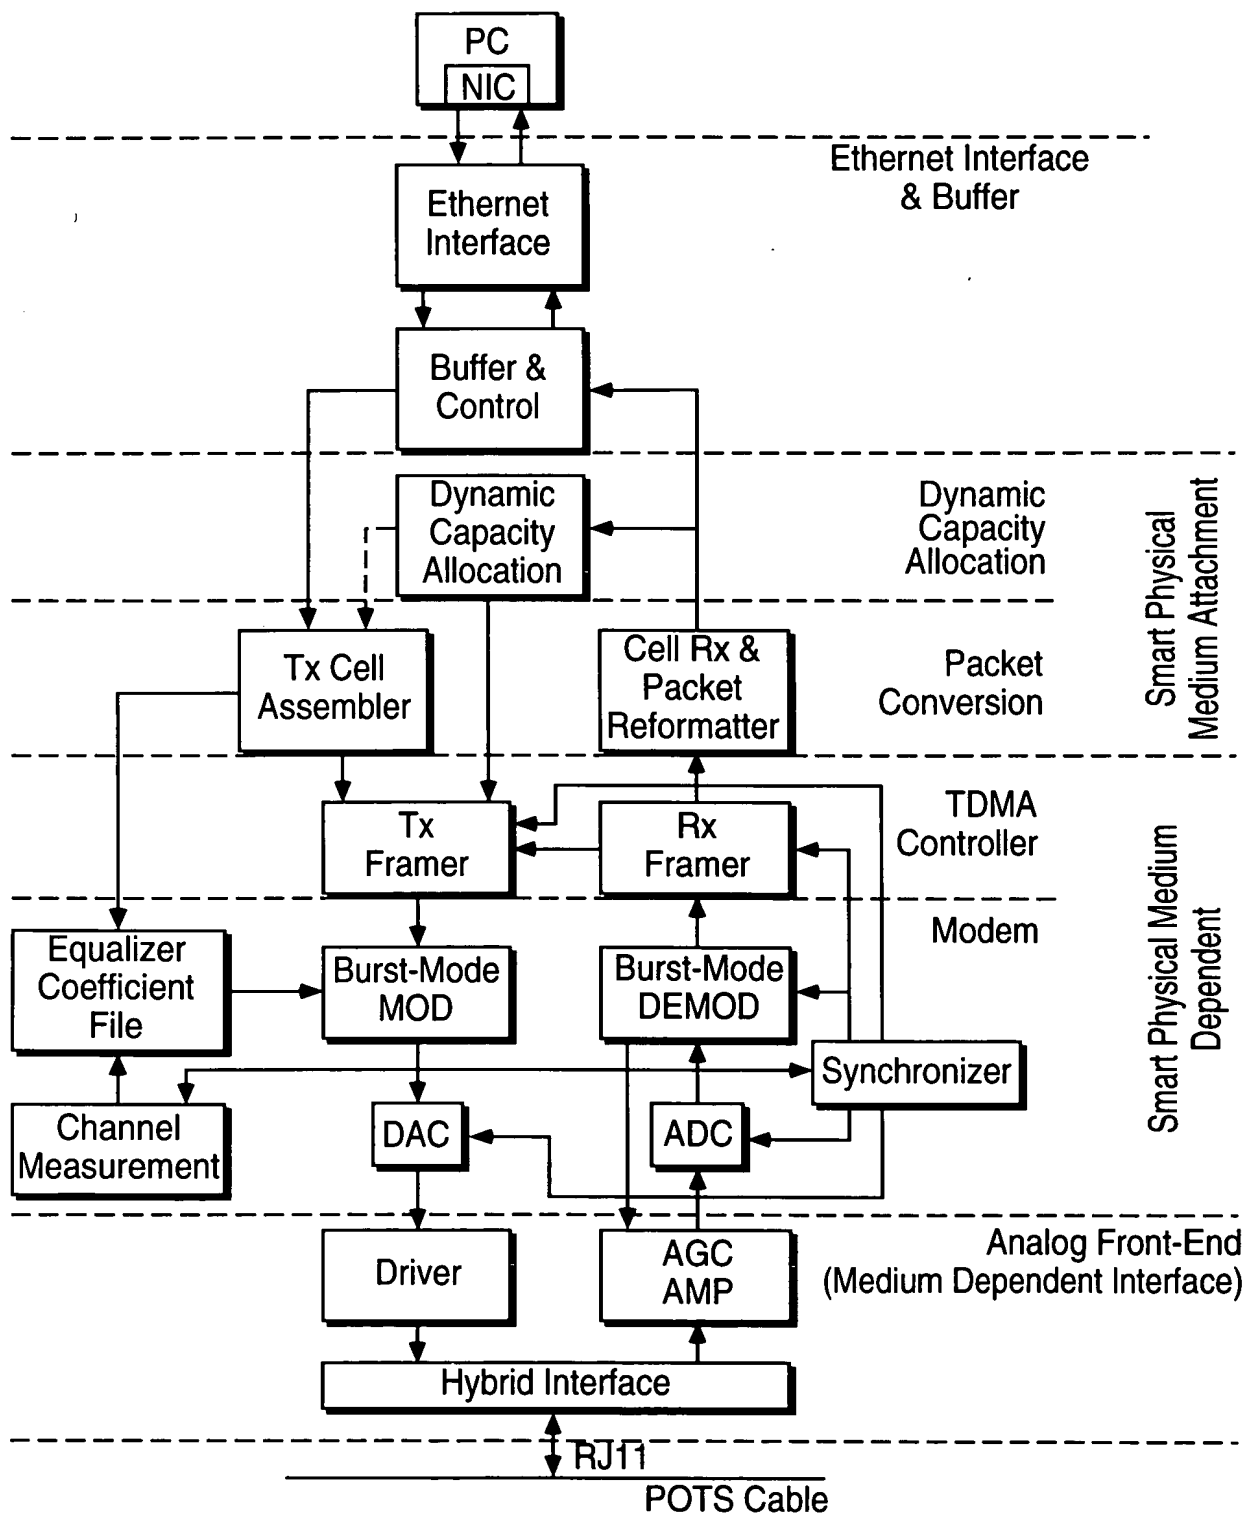 PC
NIC
Ethernet Interface
& Buffer
Ethernet
Interface
Buffer &
Control
Dynamic
Capacity
Allocation
Dynamic
Capacity
Allocation
Smart Physical
Medium Attachment
Tx Cell
Assembler
Cell Rx &
Packet
Reformatter
Packet
Conversion
TDMA
Controller
Tx
Framer
Rx
Framer
Smart Physical Medium
Dependent
Modem
Equalizer
Coefficient
File
Burst-Mode
MOD
Burst-Mode
DEMOD
Synchronizer
Channel
Measurement
DAC
ADC
Driver
AGC
AMP
Analog Front-End
(Medium Dependent Interface)
Hybrid Interface
RJ11
POTS Cable